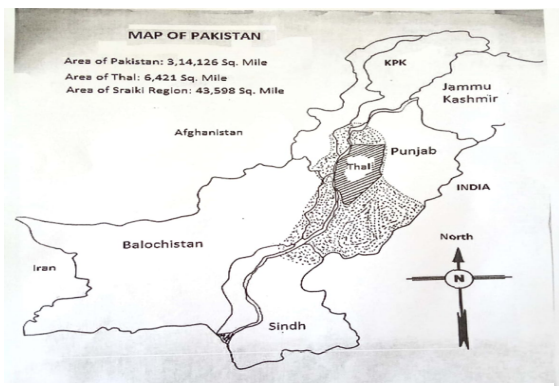 MAP OF PAKISTAN
Area of Pakistan: 3,14,126 Sq. Mile
Area of Thal: 6,421 Sq. Mile
Area of Sraiki Region: 43,598 Sq. Mile
KPK
Jammu
Kashmir
Afghanistan
Punjab
Thal
INDIA
North
Balochistan
Iran
N
Sindh